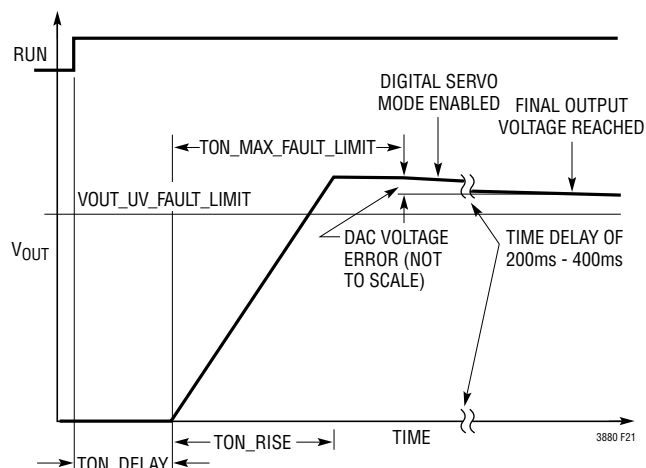 RUN
DIGITAL SERVO
MODE ENABLED
FINAL OUTPUT
VOLTAGE REACHED
TON_MAX_FAULT_LIMIT
VOUT_UV_FAULT_LIMIT
VOUT
DAC VOLTAGE
ERROR (NOT
TO SCALE)
TIME DELAY OF
200ms - 400ms
TON_RISE
TIME
3880 F21
TON_DELAY